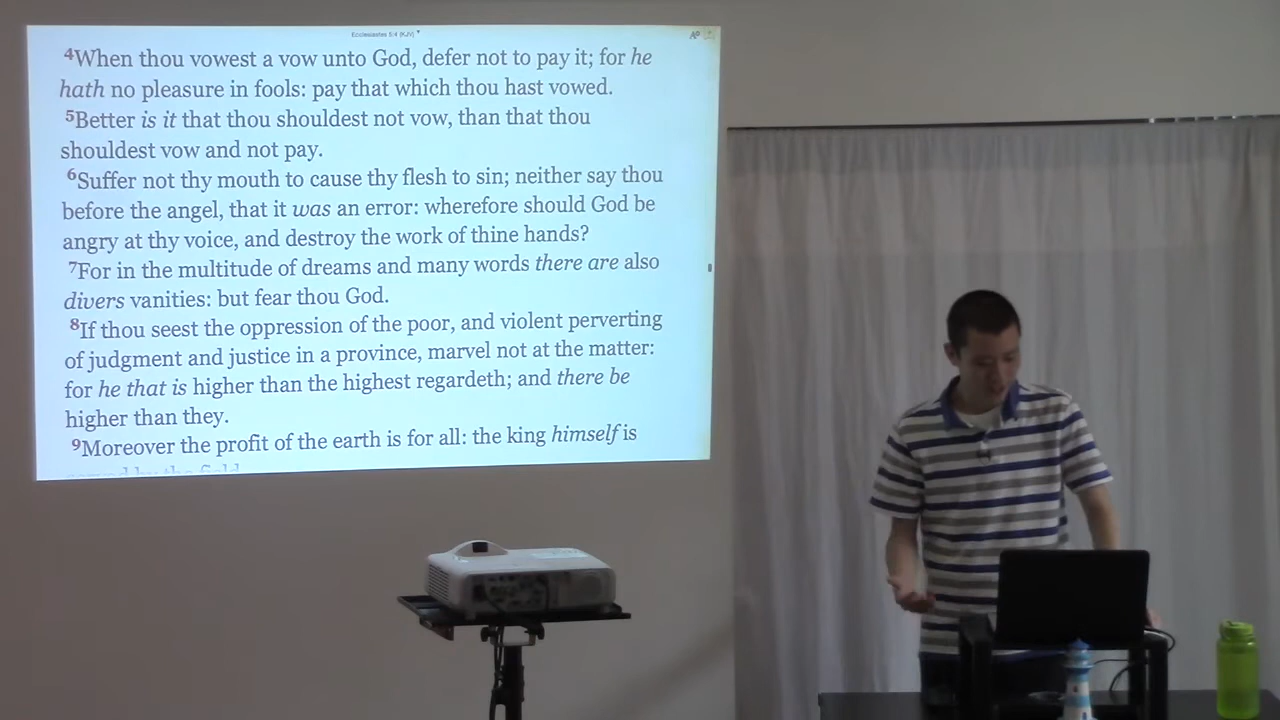 Ecclesiastes 5:4 (KJV)
4When thou vowest a vow unto God, defer not to pay it; for he
hath no pleasure in fools: pay that which thou hast vowed.
5Better is it that thou shouldest not vow, than that thou
shouldest vow and not pay.
6Suffer not thy mouth to cause thy flesh to sin; neither say thou
before the angel, that it was an error: wherefore should God be
angry at thy voice, and destroy the work of thine hands?
7For in the multitude of dreams and many words there are also
divers vanities: but fear thou God.
8If thou seest the oppression of the poor, and violent perverting
of judgment and justice in a province, marvel not at the matter:
for he that is higher than the highest regardeth; and there be
higher than they.
9Moreover the profit of the earth is for all: the king himself is